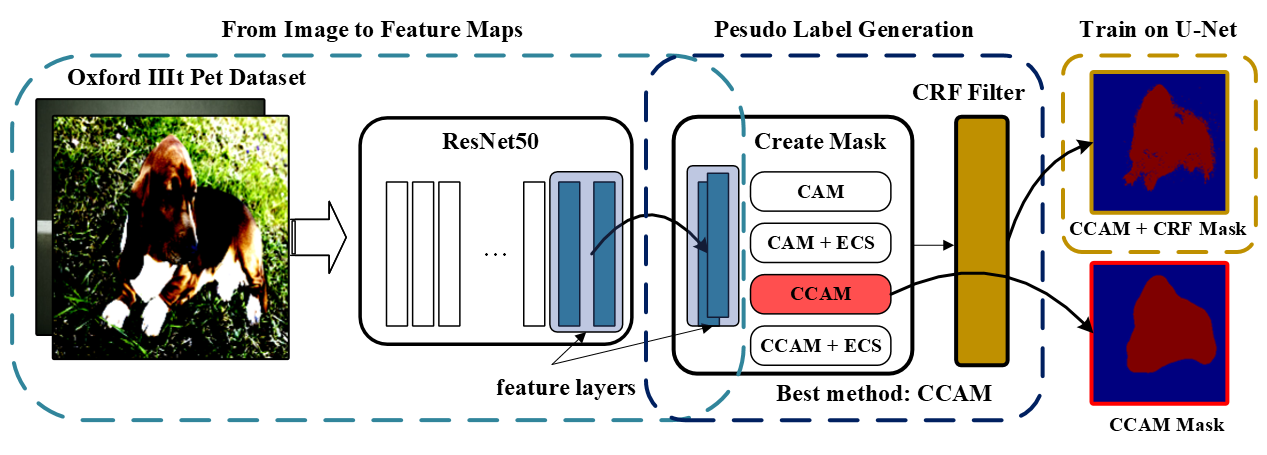 From Image to Feature Maps
Pesudo Label Generation
Train on U-Net
Oxford IIIt Pet Dataset
ResNet50
...
feature layers
Create Mask
CAM
CAM + ECS
CCAM
CCAM + ECS
Best method: CCAM
CRF Filter
CCAM + CRF Mask
CCAM Mask